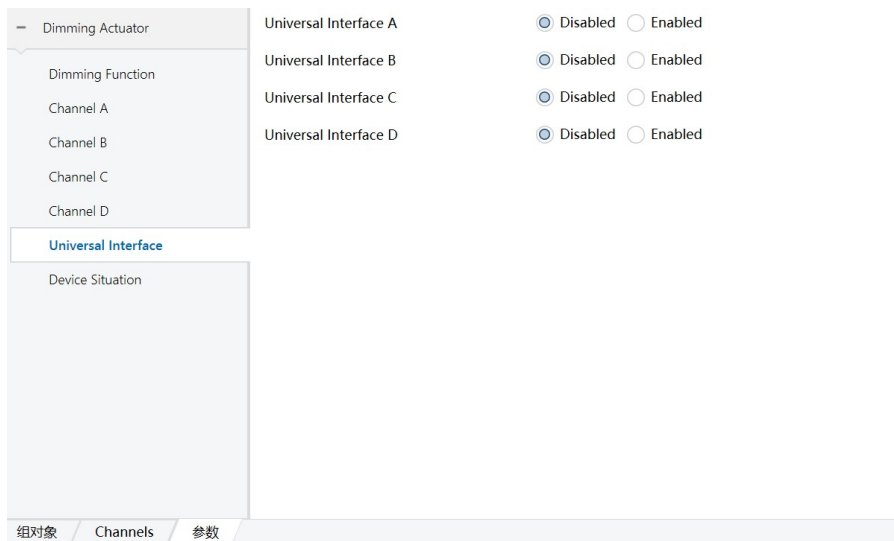 Dimming Actuator
Dimming Function
Channel A
Channel B
Channel C
Channel D
Universal Interface
Device Situation
Universal Interface A Disabled Enabled
Universal Interface B Disabled Enabled
Universal Interface C Disabled Enabled
Universal Interface D Disabled Enabled
组对象 Channels 参数